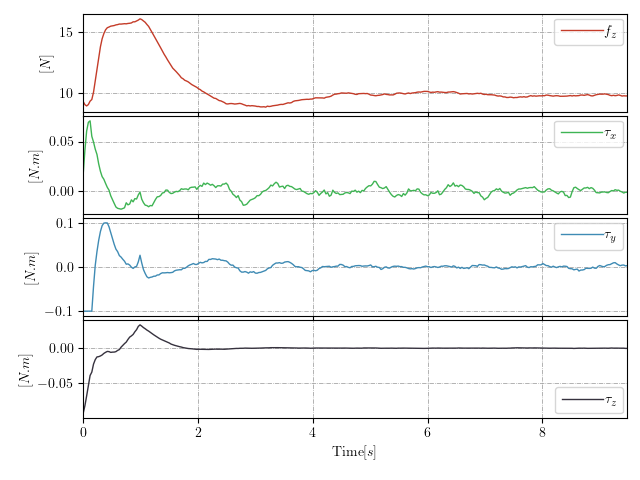 15
10
[N]
f_z
0.05
0.00
[N.m]
τ_x
0.1
0.0
−0.1
[N.m]
τ_y
0.00
−0.05
[N.m]
τ_z
0 2 4 6 8
Time[s]